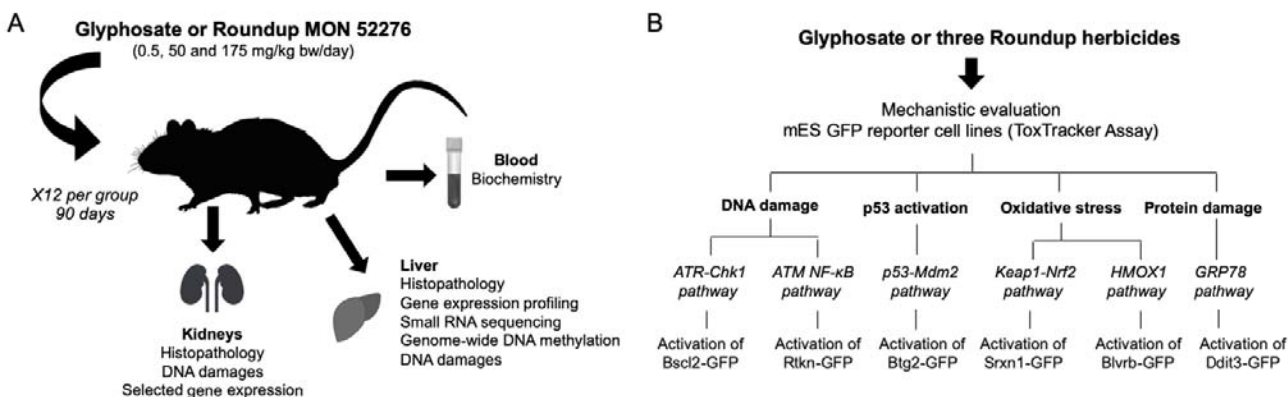 A
Glyphosate or Roundup MON 52276
(0.5, 50 and 175 mg/kg bw/day)
X12 per group
90 days
Blood
Biochemistry
Kidneys
Histopathology
DNA damages
Selected gene expression
Liver
Histopathology
Gene expression profiling
Small RNA sequencing
Genome-wide DNA methylation
DNA damages
B
Glyphosate or three Roundup herbicides
Mechanistic evaluation
mES GFP reporter cell lines (ToxTracker Assay)
DNA damage p53 activation Oxidative stress Protein damage
ATR-Chk1 ATM NF-κB p53-Mdm2 Keap1-Nrf2 HMOX1 GRP78
pathway pathway pathway pathway pathway pathway
Activation of Activation of Activation of Activation of Activation of Activation of
Bscl2-GFP Rtkn-GFP Btg2-GFP Srxn1-GFP Blvrb-GFP Ddit3-GFP